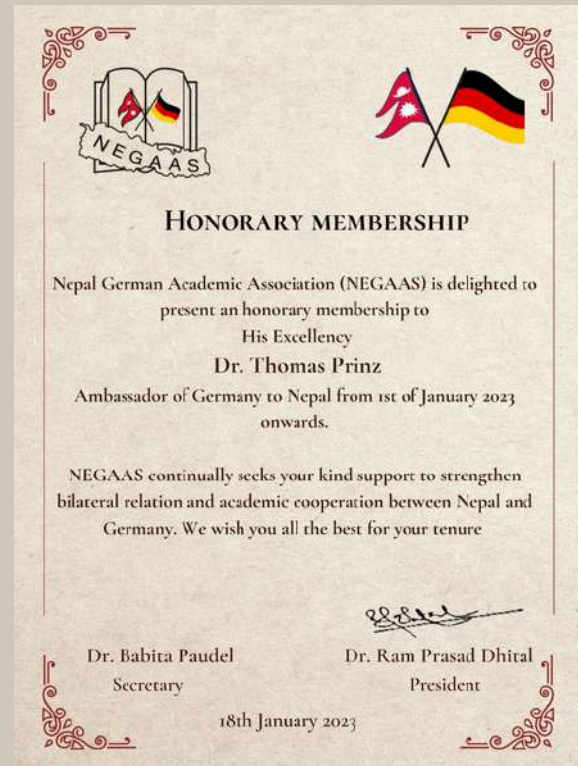 NEGAAS
HONORARY MEMBERSHIP
Nepal German Academic Association (NEGAAS) is delighted to
present an honorary membership to
His Excellency
Dr. Thomas Prinz
Ambassador of Germany to Nepal from 1st of January 2023
onwards.
NEGAAS continually seeks your kind support to strengthen
bilateral relation and academic cooperation between Nepal and
Germany. We wish you all the best for your tenure
Dr. Babita Paudel
Dr. Ram Prasad Dhital
Secretary
President
18th January 2023